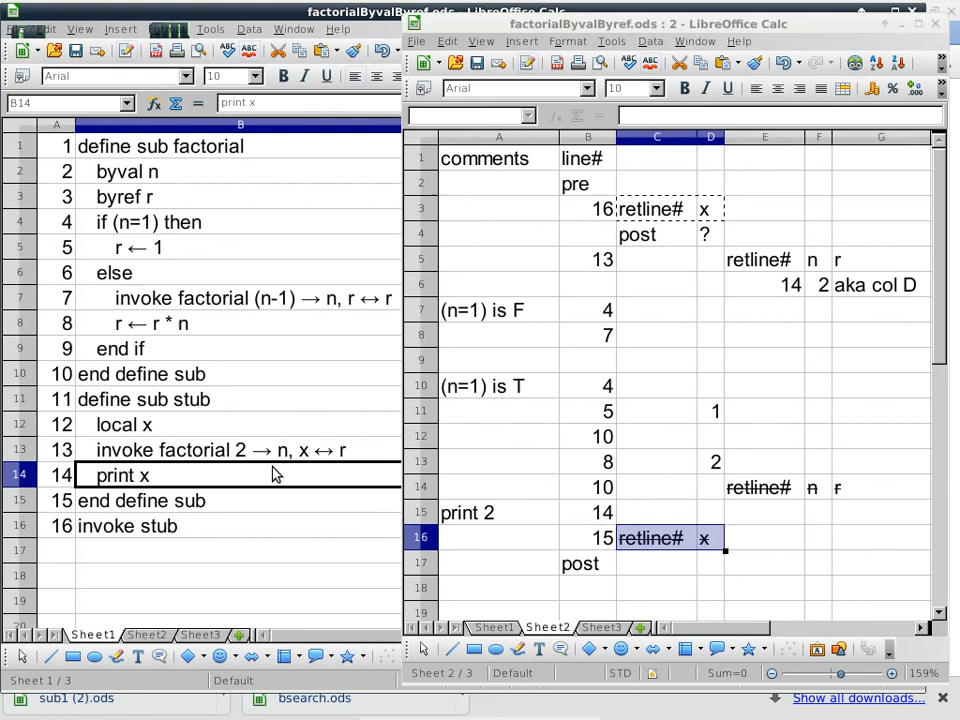 factorialByvalByref.ods : 2 - LibreOffice Calc
Edit View Insert Tools Data Window Help
Arial 10 B I U
B14 = print x
A B
1 1 define sub factorial
2 2 byval n
3 3 byref r
4 4 if (n=1) then
5 5 r ← 1
6 6 else
7 7 invoke factorial (n-1) → n, r ↔ r
8 8 r ← r * n
9 9 end if
10 10 end define sub
11 11 define sub stub
12 12 local x
13 13 invoke factorial 2 → n, x ↔ r
14 14 print x
15 15 end define sub
16 16 invoke stub
17
18
19
20
Sheet1 Sheet2 Sheet3
Sheet 1 / 3 Default
factorialByvalByref.ods : 2 - LibreOffice Calc
File Edit View Insert Format Tools Data Window Help
Arial 10 B I U
A B C D E F G
1 comments line#
2 pre
3 16 retline# x
4 post ?
5 13 retline# n r
6 14 2 aka col D
7 (n=1) is F 4
8 7
9
10 (n=1) is T 4
11 5 1
12 10
13 8 2
14 10 retline# n r
15 print 2 14
16 15 retline# x
17 post
18
19
Sheet1 Sheet2 Sheet3
Sheet 2 / 3 Default STD Sum=0 159%
sub1 (2).ods bsearch.ods Show all downloads...